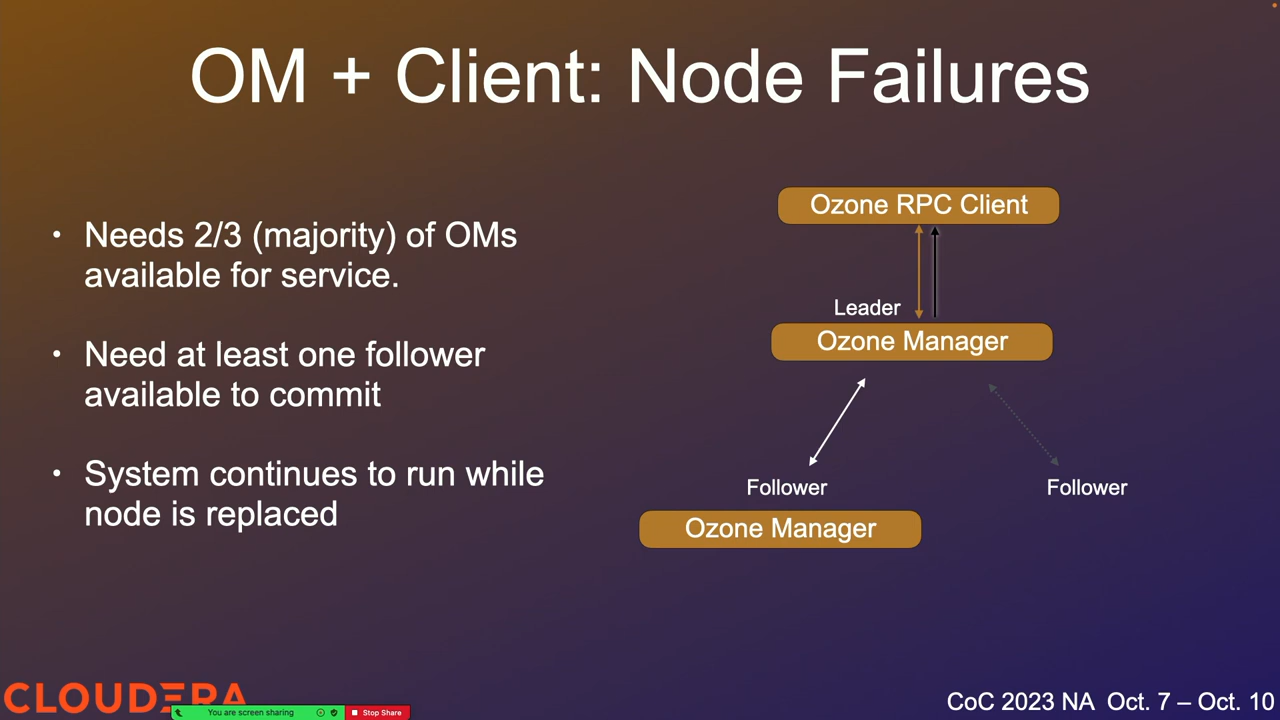 OM + Client: Node Failures
• Needs 2/3 (majority) of OMs
available for service.
• Need at least one follower
available to commit
• System continues to run while
node is replaced
Ozone RPC Client
Leader
Ozone Manager
Follower
Follower
Ozone Manager
CLOUDERA
You are screen sharing
Stop Share
CoC 2023 NA Oct. 7 – Oct. 10